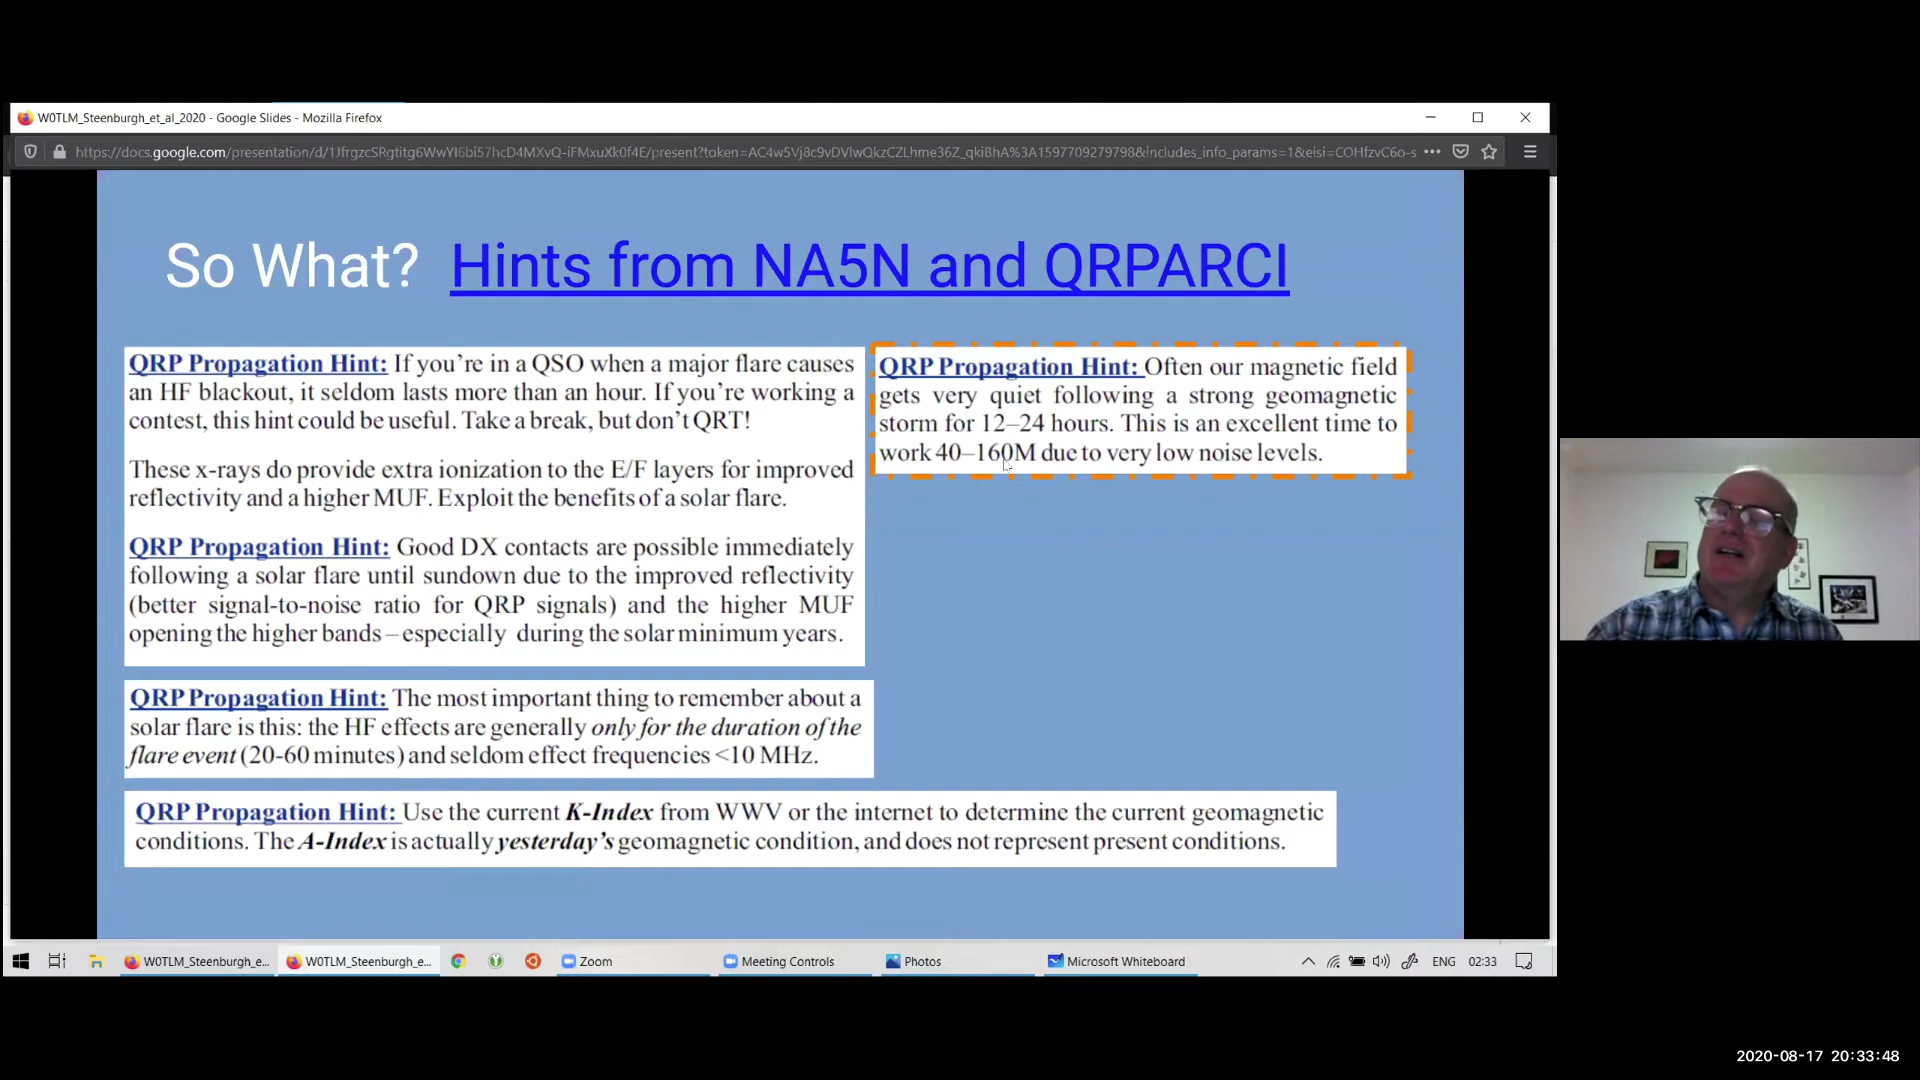 W0TLM_Steenburgh_et_al_2020 - Google Slides - Mozilla Firefox
So What? Hints from NA5N and QRPARCI
QRP Propagation Hint: If you're in a QSO when a major flare causes
an HF blackout, it seldom lasts more than an hour. If you're working a
contest, this hint could be useful. Take a break, but don't QRT!
These x-rays do provide extra ionization to the E/F layers for improved
reflectivity and a higher MUF. Exploit the benefits of a solar flare.
QRP Propagation Hint: Good DX contacts are possible immediately
following a solar flare until sundown due to the improved reflectivity
(better signal-to-noise ratio for QRP signals) and the higher MUF
opening the higher bands – especially during the solar minimum years.
QRP Propagation Hint: The most important thing to remember about a
solar flare is this: the HF effects are generally only for the duration of the
flare event (20-60 minutes) and seldom effect frequencies <10 MHz.
QRP Propagation Hint: Often our magnetic field
gets very quiet following a strong geomagnetic
storm for 12–24 hours. This is an excellent time to
work 40–160M due to very low noise levels.
QRP Propagation Hint: Use the current K-Index from WWV or the internet to determine the current geomagnetic
conditions. The A-Index is actually yesterday's geomagnetic condition, and does not represent present conditions.
W0TLM_Steenburgh_e... W0TLM_Steenburgh_e... Zoom Meeting Controls Photos Microsoft Whiteboard ENG 02:33
2020-08-17 20:33:48